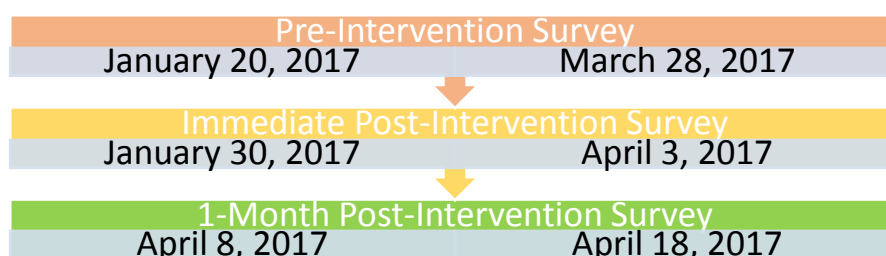 Pre-Intervention Survey
January 20, 2017 March 28, 2017
Immediate Post-Intervention Survey
January 30, 2017 April 3, 2017
1-Month Post-Intervention Survey
April 8, 2017 April 18, 2017